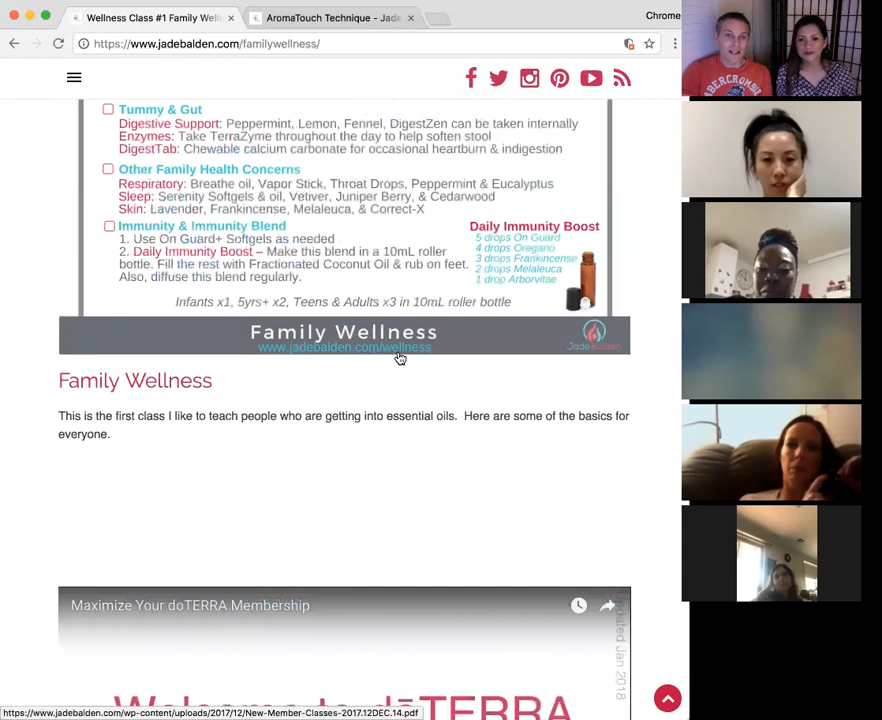 Wellness Class #1 Family Well
AromaTouch Technique - Jade
Chrome
https://www.jadebalden.com/familywellness/
Tummy & Gut
Digestive Support: Peppermint, Lemon, Fennel, DigestZen can be taken internally
Enzymes: Take TerraZyme throughout the day to help soften stool
DigestTab: Chewable calcium carbonate for occasional heartburn & indigestion
Other Family Health Concerns
Respiratory: Breathe oil, Vapor Stick, Throat Drops, Peppermint & Eucalyptus
Sleep: Serenity Softgels & oil, Vetiver, Juniper Berry, & Cedarwood
Skin: Lavender, Frankincense, Melaleuca, & Correct-X
Immunity & Immunity Blend
1. Use On Guard+ Softgels as needed
2. Daily Immunity Boost – Make this blend in a 10mL roller
bottle. Fill the rest with Fractionated Coconut Oil & rub on feet.
Also, diffuse this blend regularly.
Daily Immunity Boost
5 drops On Guard
4 drops Oregano
3 drops Frankincense
2 drops Melaleuca
1 drop Arborvitae
Infants x1, 5yrs+ x2, Teens & Adults x3 in 10mL roller bottle
Family Wellness
www.jadebalden.com/wellness
Jade Balden
Family Wellness
This is the first class I like to teach people who are getting into essential oils. Here are some of the basics for
everyone.
Maximize Your doTERRA Membership
Updated Jan 2018
Welcome to dōTERRA
https://www.jadebalden.com/wp-content/uploads/2017/12/New-Member-Classes-2017.12DEC.14.pdf
ABERCROMBIE